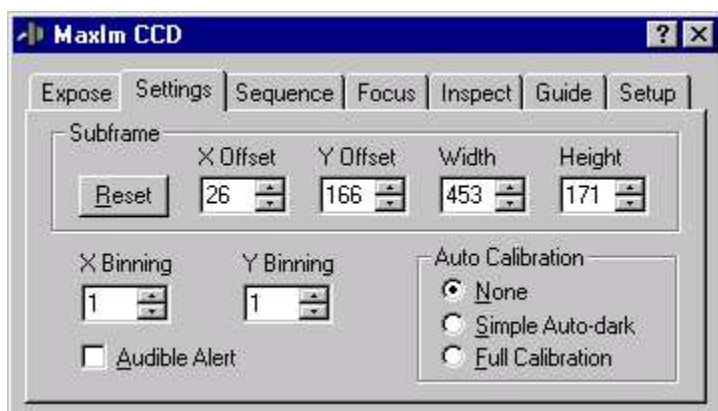 MaxIm CCD
Expose Settings Sequence Focus Inspect Guide Setup
Subframe
X Offset Y Offset Width Height
Reset 26 166 453 171
X Binning Y Binning Auto Calibration
1 1 None
Simple Auto-dark
Audible Alert Full Calibration